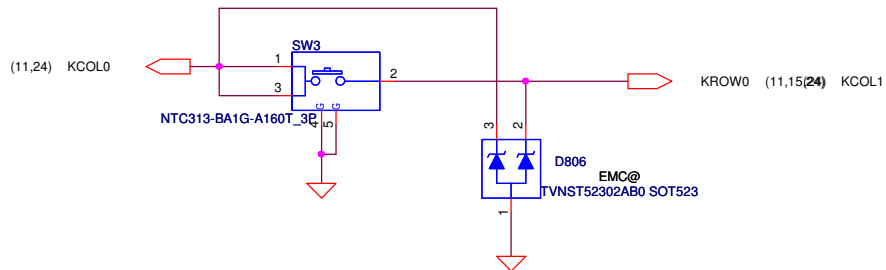 SW3
(11,24) KCOL0
1
3
2
KROW0 (11,15,24)
(24) KCOL1
G G
4 5
NTC313-BA1G-A160T_3P
3 2
D806
EMC@
TVNST52302AB0 SOT523
1